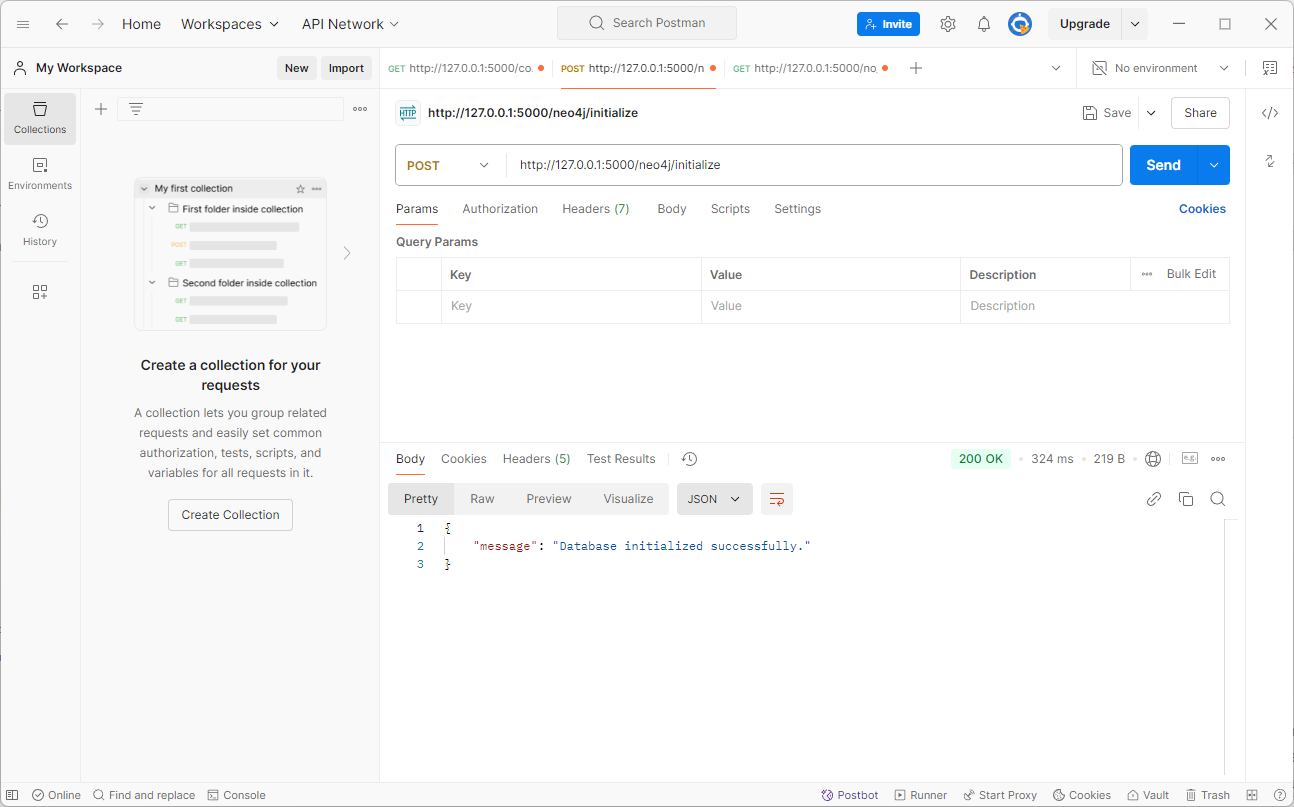 Home Workspaces API Network Search Postman Invite Upgrade
My Workspace New Import GET http://127.0.0.1:5000/co. POST http://127.0.0.1:5000/n GET http://127.0.0.1:5000/no, No environment
Collections
Environments
History
My first collection
First folder inside collection
GET
POST
GET
Second folder inside collection
GET
GET
Create a collection for your
requests
A collection lets you group related
requests and easily set common
authorization, tests, scripts, and
variables for all requests in it.
Create Collection
HTTP http://127.0.0.1:5000/neo4j/initialize Save Share
POST http://127.0.0.1:5000/neo4j/initialize Send
Params Authorization Headers (7) Body Scripts Settings Cookies
Query Params
Key Value Description Bulk Edit
Key Value Description
Body Cookies Headers (5) Test Results 200 OK 324 ms 219 B e.g.
Pretty Raw Preview Visualize JSON
1 {
2 "message": "Database initialized successfully."
3 }
Online Find and replace Console Postbot Runner Start Proxy Cookies Vault Trash